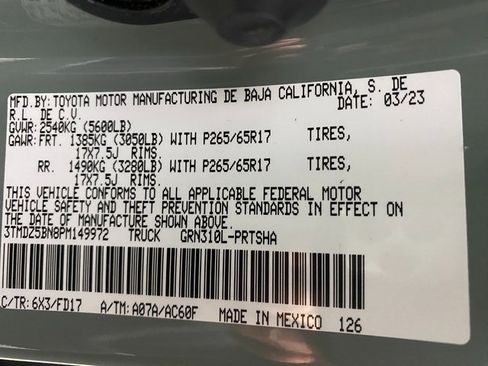 MFD.BY:TOYOTA MOTOR MANUFACTURING DE BAJA CALIFORNIA, S. DE
R.L. DE C.V. DATE: 03/23
GVWR:2540KG (5600LB)
GAWR:FRT. 1385KG (3050LB) WITH P265/65R17 TIRES,
17X7.5J RIMS.
RR. 1490KG (3280LB) WITH P265/65R17 TIRES,
17X7.5J RIMS.
THIS VEHICLE CONFORMS TO ALL APPLICABLE FEDERAL MOTOR
VEHICLE SAFETY AND THEFT PREVENTION STANDARDS IN EFFECT ON
THE DATE OF MANUFACTURE SHOWN ABOVE.
3TMDZ5BN8PM149972 TRUCK GRN310L-PRTSHA
C/TR:6X3/FD17 A/TM:A07A/AC60F MADE IN MEXICO 126